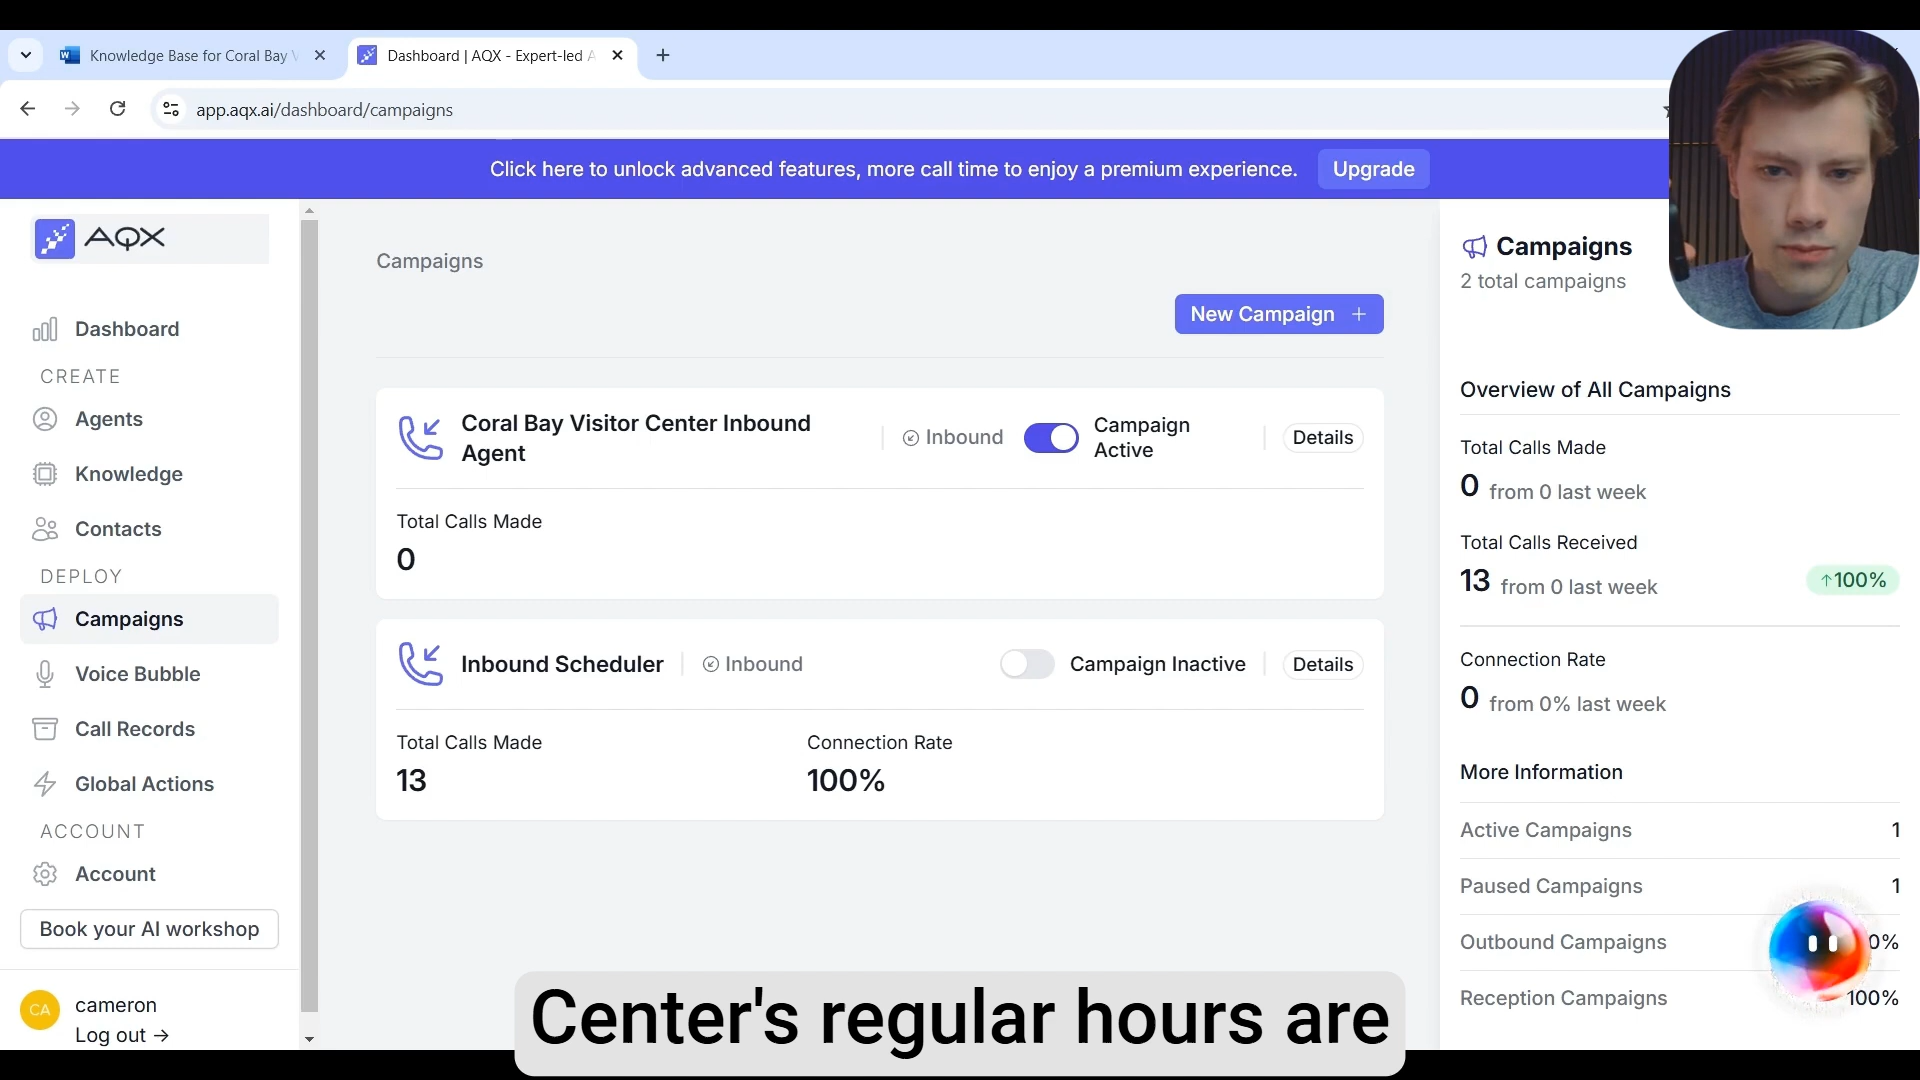 Knowledge Base for Coral Bay V
Dashboard | AQX - Expert-led A
app.aqx.ai/dashboard/campaigns
Click here to unlock advanced features, more call time to enjoy a premium experience.
Upgrade
AQX
Dashboard
CREATE
Agents
Knowledge
Contacts
DEPLOY
Campaigns
Voice Bubble
Call Records
Global Actions
ACCOUNT
Account
Book your AI workshop
CA
cameron
Log out →
Campaigns
New Campaign +
Coral Bay Visitor Center Inbound
Agent
Inbound
Campaign
Active
Details
Total Calls Made
0
Inbound Scheduler
Inbound
Campaign Inactive
Details
Total Calls Made
13
Connection Rate
100%
Campaigns
2 total campaigns
Overview of All Campaigns
Total Calls Made
0 from 0 last week
Total Calls Received
13 from 0 last week
↑100%
Connection Rate
0 from 0% last week
More Information
Active Campaigns 1
Paused Campaigns 1
Outbound Campaigns 0%
Reception Campaigns 100%
Center's regular hours are